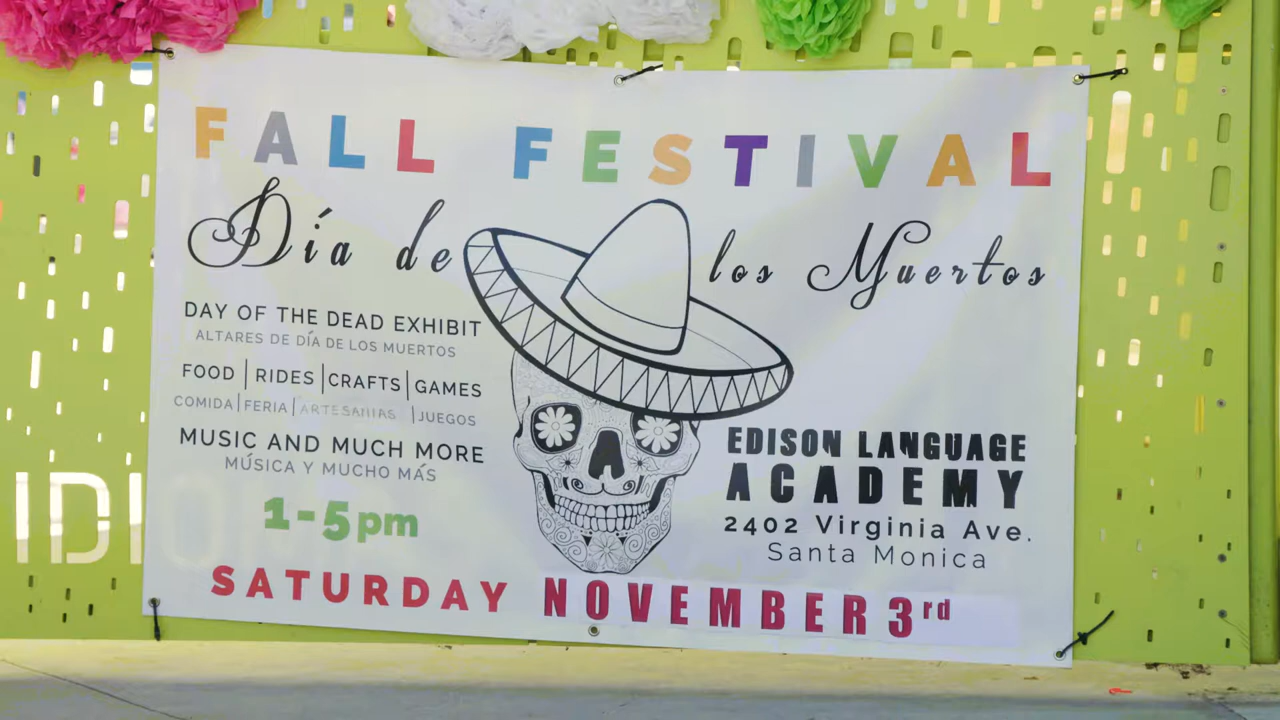 FALL FESTIVAL
Día de los Muertos
DAY OF THE DEAD EXHIBIT
ALTARES DE DÍA DE LOS MUERTOS
FOOD | RIDES | CRAFTS | GAMES
COMIDA | FERIA | ARTESANIAS | JUEGOS
MUSIC AND MUCH MORE
MÚSICA Y MUCHO MÁS
1-5pm
EDISON LANGUAGE
ACADEMY
2402 Virginia Ave.
Santa Monica
SATURDAY NOVEMBER 3rd